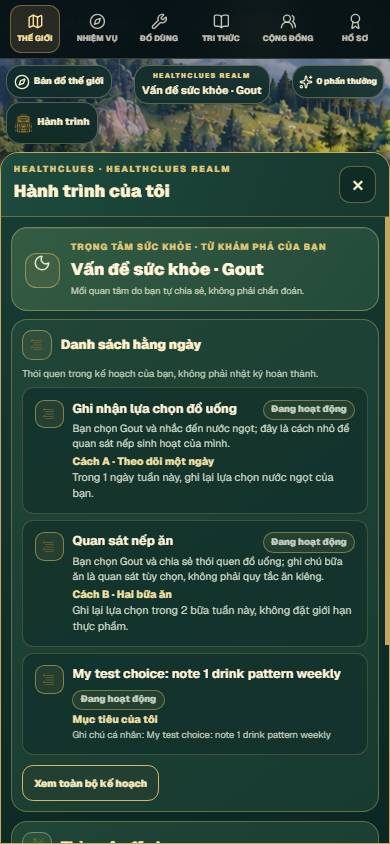 THẾ GIỚI
NHIỆM VỤ
ĐỒ DÙNG
TRI THỨC
CỘNG ĐỒNG
HỒ SƠ
Bản đồ thế giới
HEALTHCLUES REALM
Vấn đề sức khỏe · Gout
0 phần thưởng
Hành trình
HEALTHCLUES · HEALTHCLUES REALM
Hành trình của tôi
TRỌNG TÂM SỨC KHỎE · TỪ KHÁM PHÁ CỦA BẠN
Vấn đề sức khỏe · Gout
Mối quan tâm do bạn tự chia sẻ, không phải chẩn đoán.
Danh sách hằng ngày
Thói quen trong kế hoạch của bạn, không phải nhật ký hoàn thành.
Ghi nhận lựa chọn đồ uống
Đang hoạt động
Bạn chọn Gout và nhắc đến nước ngọt; đây là cách nhỏ để
quan sát nếp sinh hoạt của mình.
Cách A · Theo dõi một ngày
Trong 1 ngày tuần này, ghi lại lựa chọn nước ngọt của
bạn.
Quan sát nếp ăn
Đang hoạt động
Bạn chọn Gout và chia sẻ thói quen đồ uống; ghi chú bữa
ăn là quan sát tùy chọn, không phải quy tắc ăn kiêng.
Cách B · Hai bữa ăn
Ghi lại lựa chọn trong 2 bữa tuần này, không đặt giới hạn
thực phẩm.
My test choice: note 1 drink pattern weekly
Đang hoạt động
Mục tiêu của tôi
Ghi chú cá nhân: My test choice: note 1 drink pattern weekly
Xem toàn bộ kế hoạch